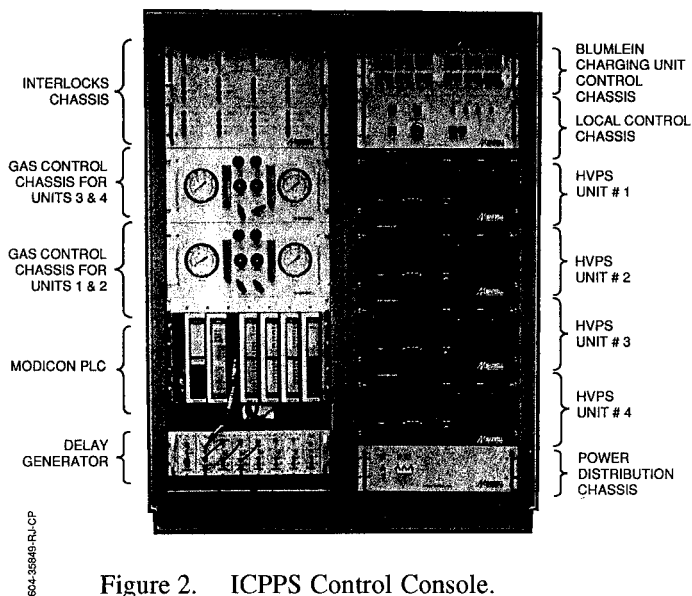 INTERLOCKS
CHASSIS
GAS CONTROL
CHASSIS FOR
UNITS 3 & 4
GAS CONTROL
CHASSIS FOR
UNITS 1 & 2
MODICON PLC
DELAY
GENERATOR
BLUMLEIN
CHARGING UNIT
CONTROL
CHASSIS
LOCAL CONTROL
CHASSIS
HVPS
UNIT # 1
HVPS
UNIT # 2
HVPS
UNIT # 3
HVPS
UNIT # 4
POWER
DISTRIBUTION
CHASSIS
604-35849-RJ-CP
Figure 2. ICPPS Control Console.